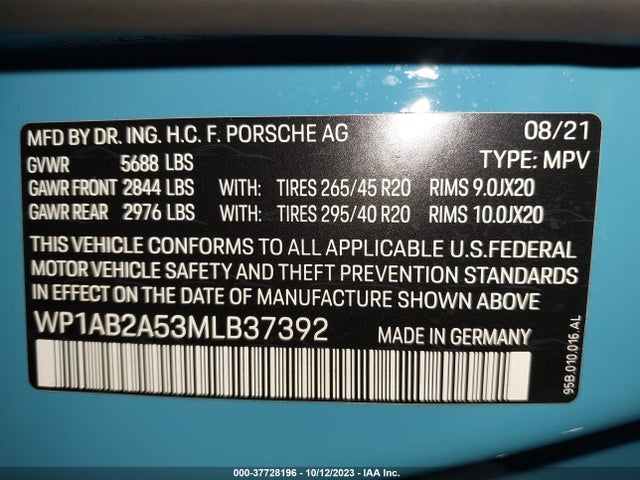 MFD BY DR. ING. H.C. F. PORSCHE AG 08/21
GVWR 5688 LBS TYPE: MPV
GAWR FRONT 2844 LBS WITH: TIRES 265/45 R20 RIMS 9.0JX20
GAWR REAR 2976 LBS WITH: TIRES 295/40 R20 RIMS 10.0JX20
THIS VEHICLE CONFORMS TO ALL APPLICABLE U.S.FEDERAL
MOTOR VEHICLE SAFETY AND THEFT PREVENTION STANDARDS
IN EFFECT ON THE DATE OF MANUFACTURE SHOWN ABOVE
WP1AB2A53MLB37392 MADE IN GERMANY
95B.010.016.AL
000-37728196 - 10/12/2023 - IAA Inc.